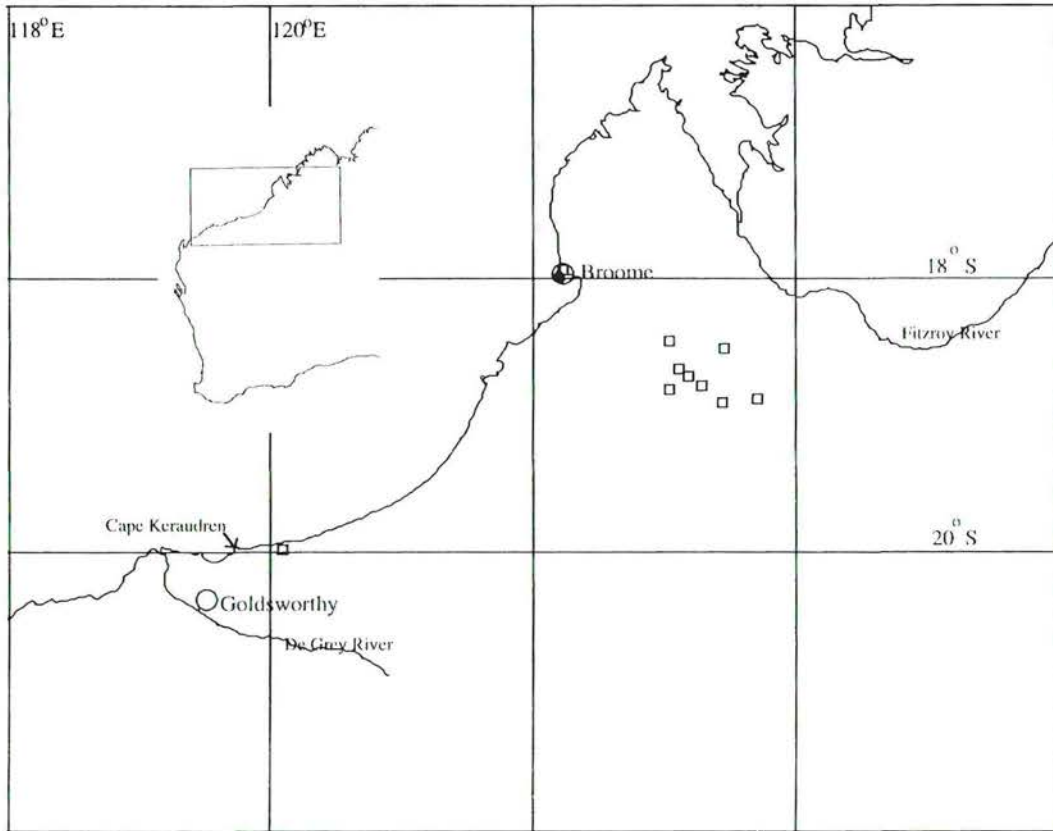 118°E
120°E
Broome
18° S
Fitzroy River
Cape Keraudren
20° S
Goldsworthy
De Grey River